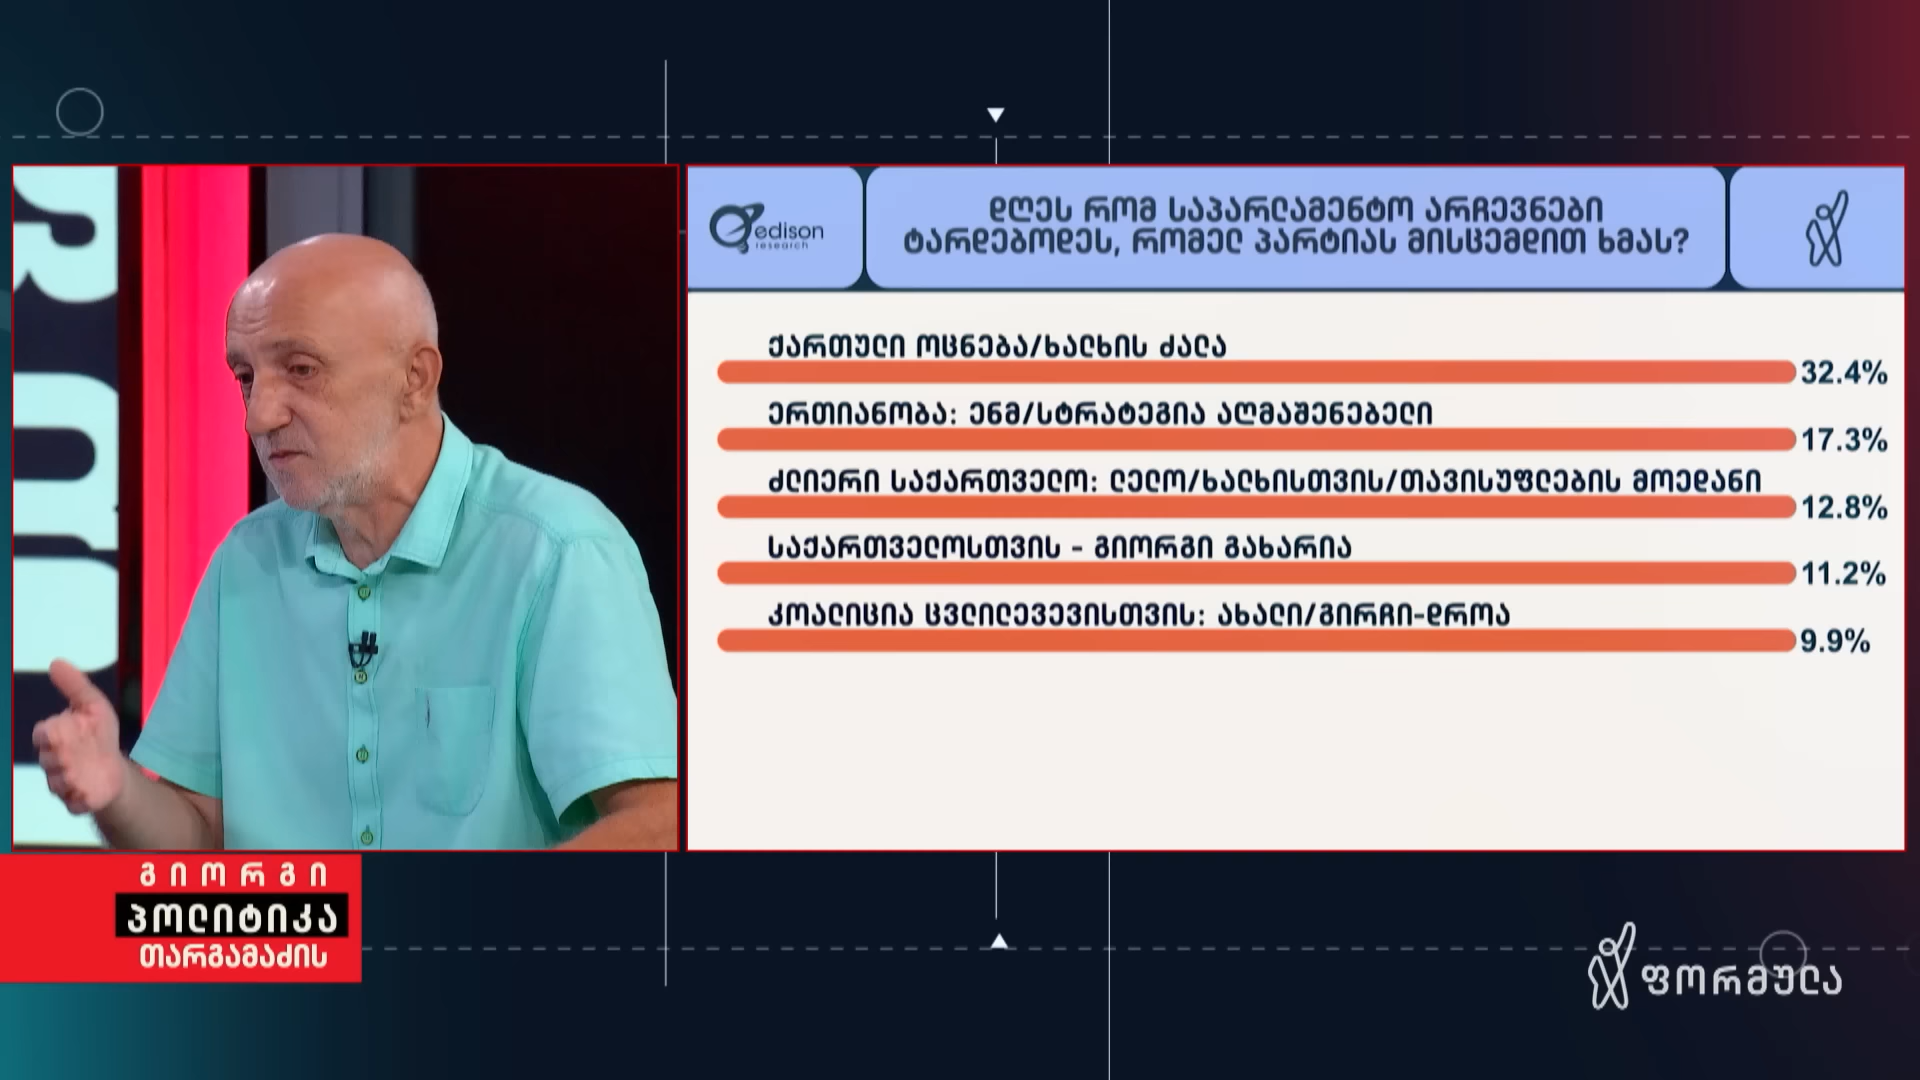 edison
research
დღეს რომ საპარლამენტო არჩევნები
ტარდებოდეს, რომელ პარტიას მისცემდით ხმას?
ქართული ოცნება/ხალხის ძალა
32.4%
ერთიანობა: ენმ/სტრატეგია აღმაშენებელი
17.3%
ძლიერი საქართველო: ლელო/ხალხისთვის/თავისუფლების მოედანი
12.8%
საქართველოსთვის - გიორგი გახარია
11.2%
კოალიცია ცვლილევევისთვის: ახალი/გირჩი-დროა
9.9%
გიორგი
პოლიტიკა
თარგამაძის
ფორმულა